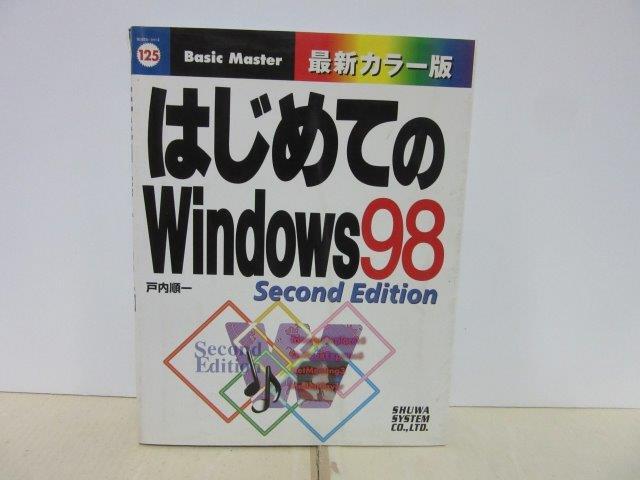 125
Basic Master
最新カラー版
はじめての
Windows98
Second Edition
戸内順一
Second
Edition
SHUWA
SYSTEM
CO.,LTD.